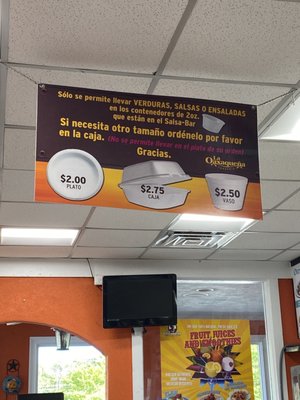 Sólo se permite llevar VERDURAS, SALSAS O ENSALADAS
en los contenedores de 2oz.
que están en el Salsa-Bar
Si necesita otro tamaño ordénelo por favor
en la caja. (No se permite en el plato de su orden)
Gracias.
La Oaxaqueña
$2.00
PLATO
$2.75
CAJA
$2.50
VASO
FRUIT, JUICES
AND SMOOTHIES